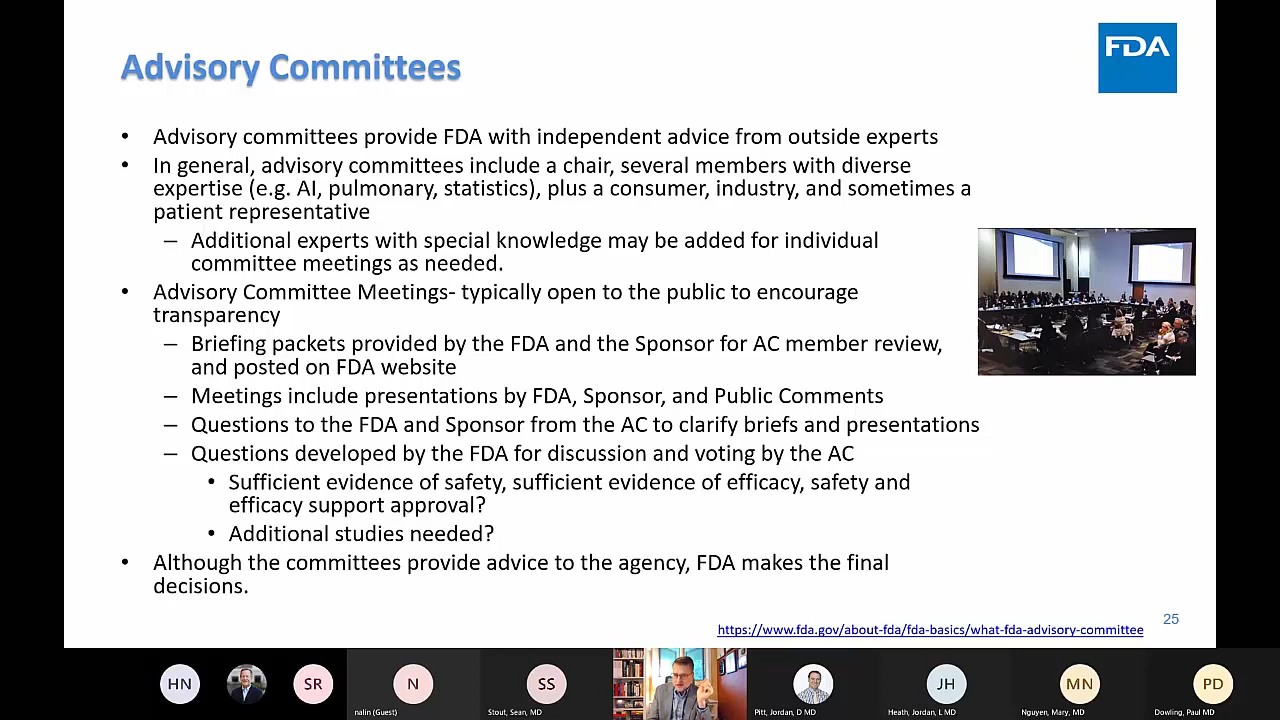 FDA
Advisory Committees
• Advisory committees provide FDA with independent advice from outside experts
• In general, advisory committees include a chair, several members with diverse
expertise (e.g. AI, pulmonary, statistics), plus a consumer, industry, and sometimes a
patient representative
– Additional experts with special knowledge may be added for individual
committee meetings as needed.
• Advisory Committee Meetings- typically open to the public to encourage
transparency
– Briefing packets provided by the FDA and the Sponsor for AC member review,
and posted on FDA website
– Meetings include presentations by FDA, Sponsor, and Public Comments
– Questions to the FDA and Sponsor from the AC to clarify briefs and presentations
– Questions developed by the FDA for discussion and voting by the AC
• Sufficient evidence of safety, sufficient evidence of efficacy, safety and
efficacy support approval?
• Additional studies needed?
• Although the committees provide advice to the agency, FDA makes the final
decisions.
25
https://www.fda.gov/about-fda/fda-basics/what-fda-advisory-committee
HN
SR
N
SS
JH
MN
PD
nalin (Guest)
Stout, Sean, MD
Pitt, Jordan, D MD
Heath, Jordan, L MD
Nguyen, Mary, MD
Dowling, Paul MD